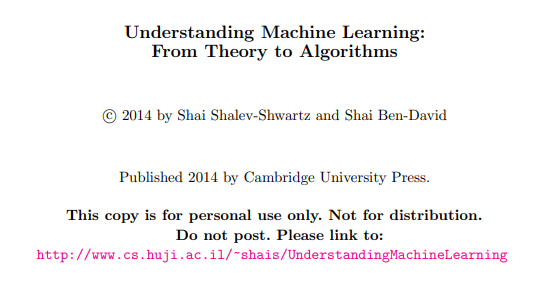 Understanding Machine Learning:
From Theory to Algorithms
© 2014 by Shai Shalev-Shwartz and Shai Ben-David
Published 2014 by Cambridge University Press.
This copy is for personal use only. Not for distribution.
Do not post. Please link to:
http://www.cs.huji.ac.il/~shais/UnderstandingMachineLearning